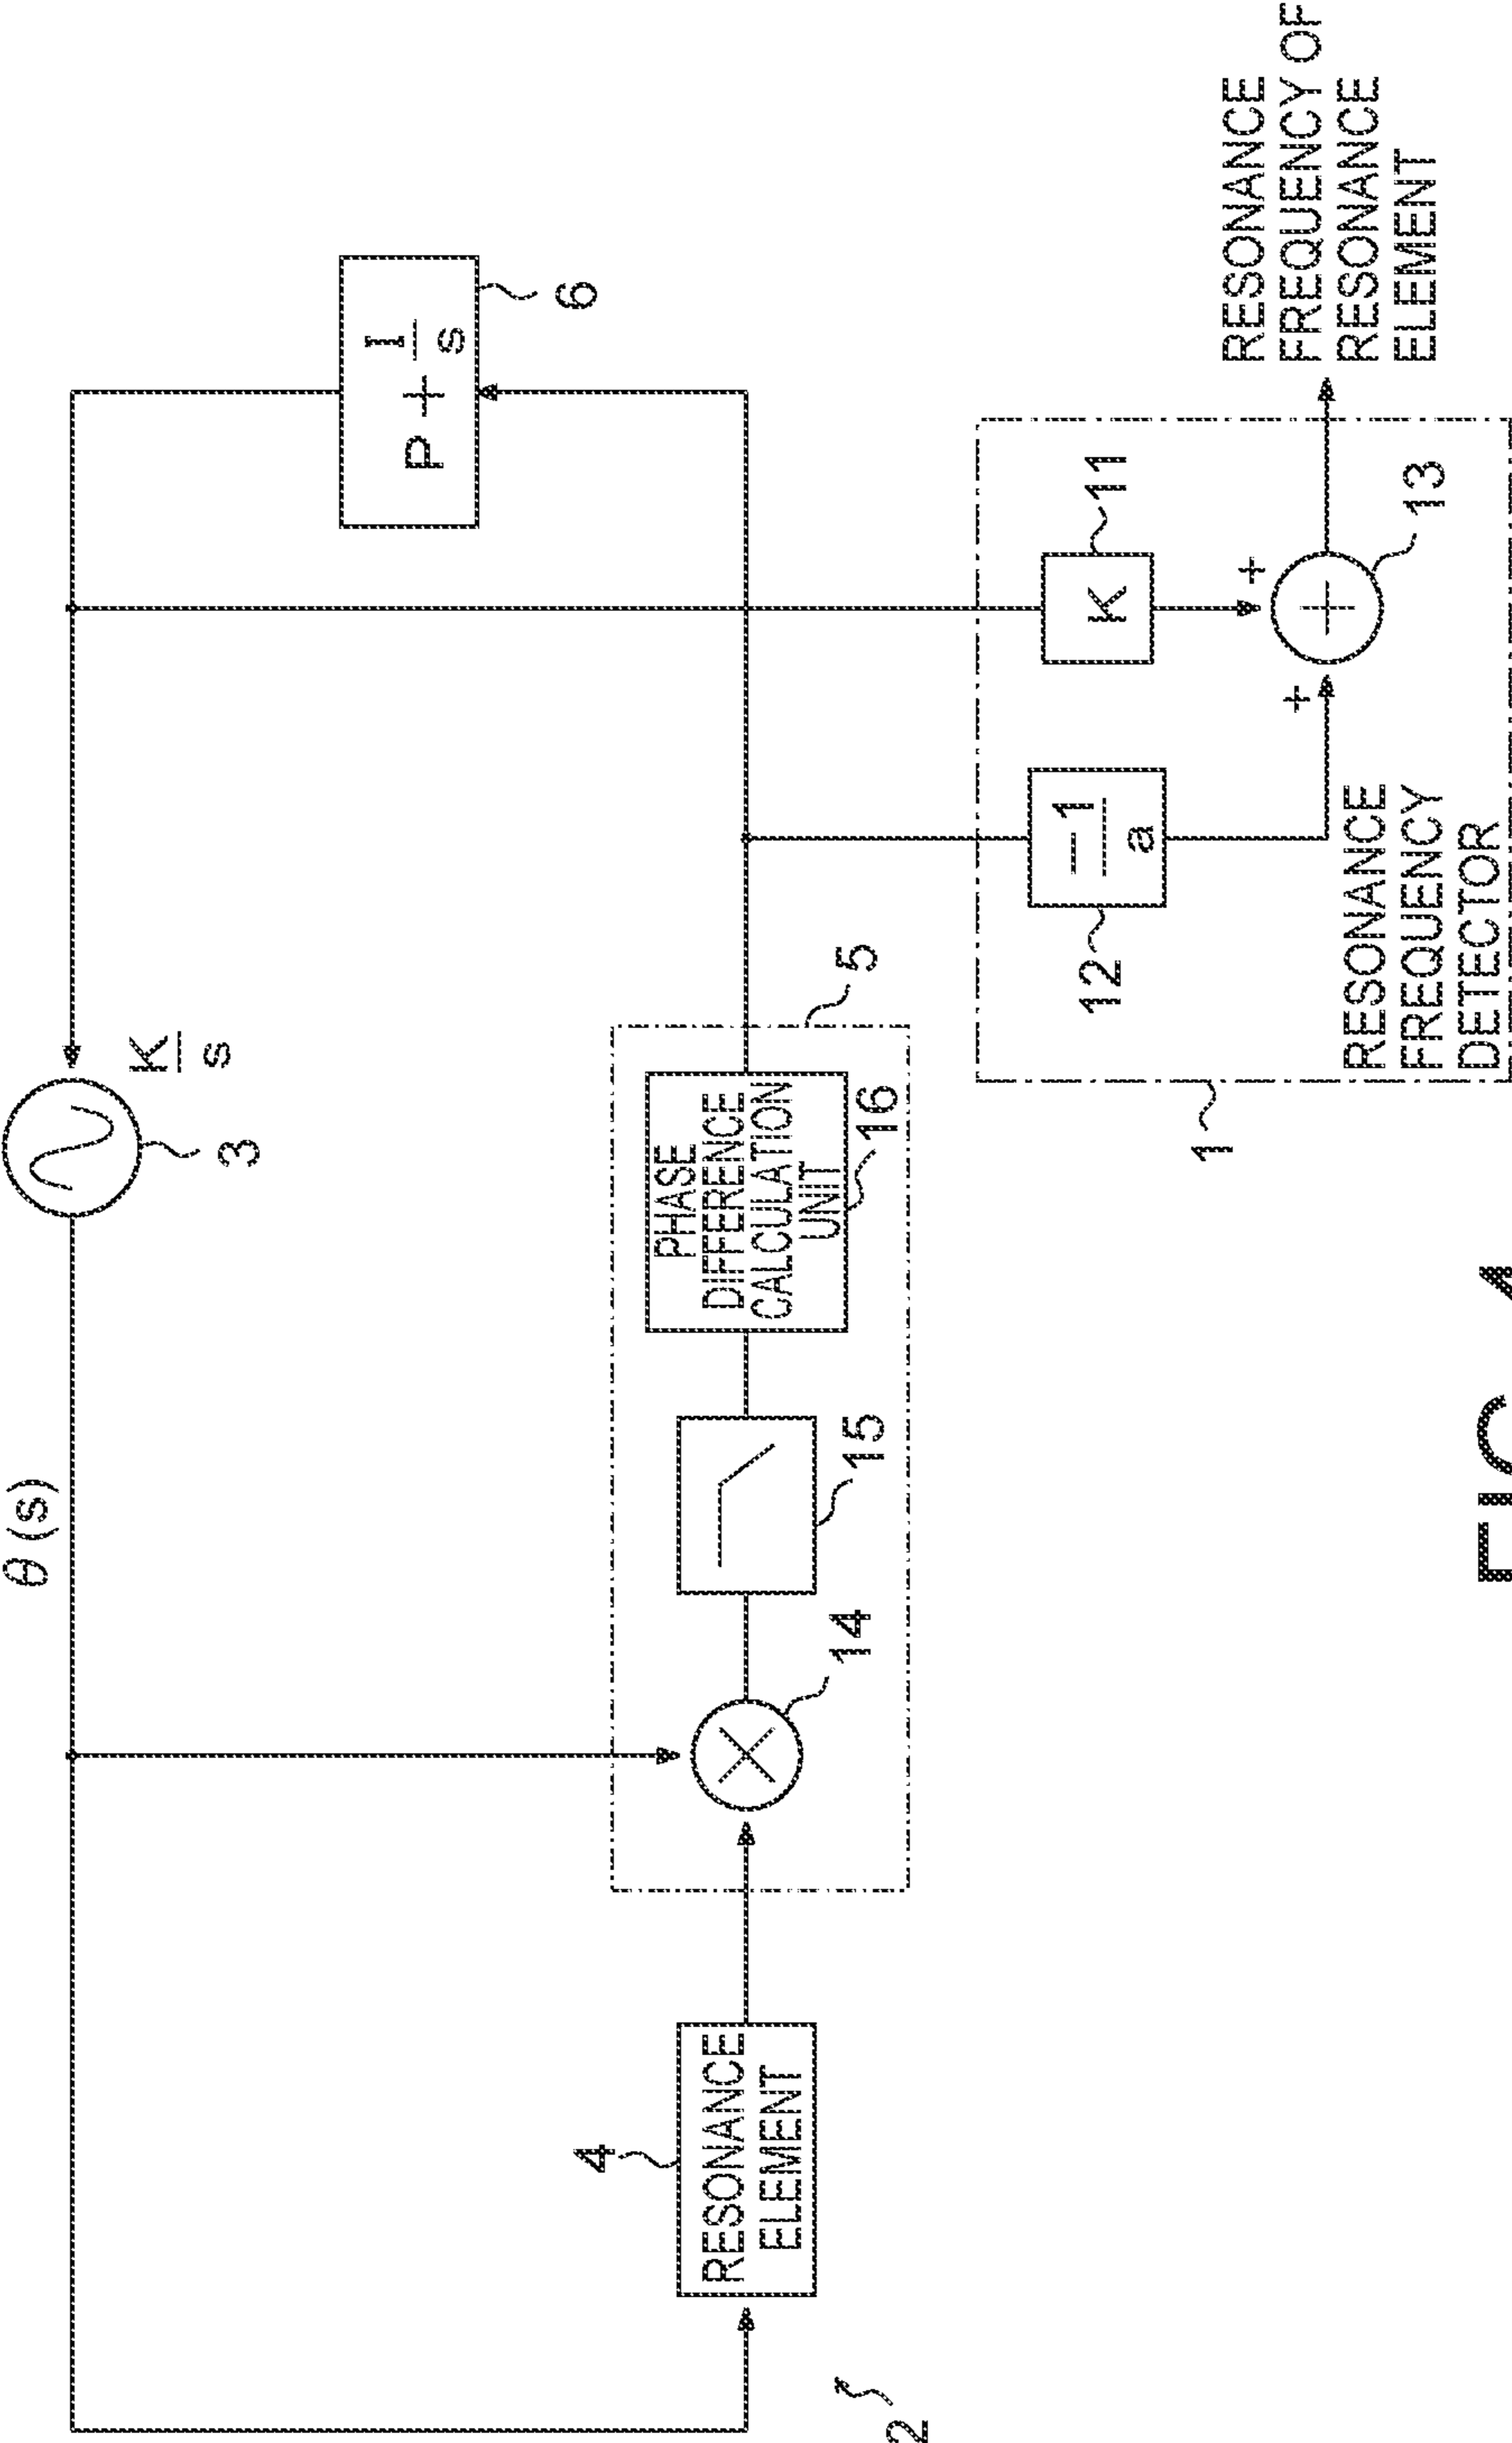 θ (s)
3
K
s
P + I
s
6
4
RESONANCE
ELEMENT
14
15
PHASE
DIFFERENCE
CALCULATION
UNIT
16
5
2
12
-1
a
K
11
+
+
13
RESONANCE
FREQUENCY
DETECTOR
1
RESONANCE
FREQUENCY OF
RESONANCE
ELEMENT